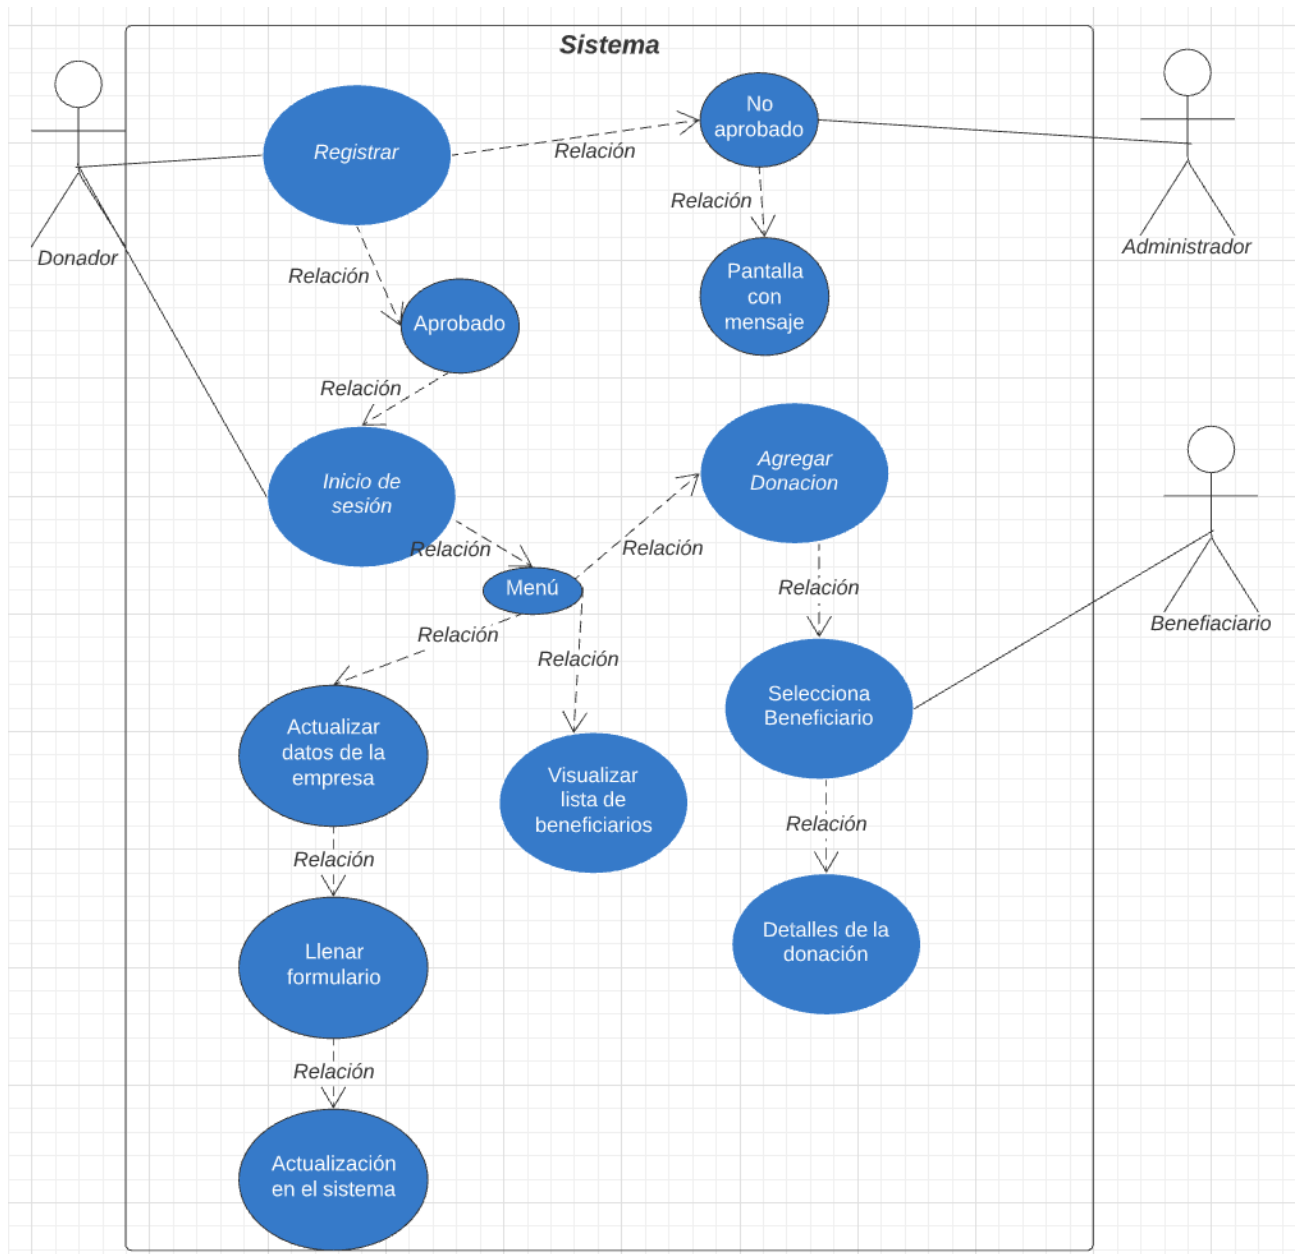 Sistema
No
aprobado
Registrar
Relación
Relación
Administrador
Donador
Relación
Pantalla
con
mensaje
Aprobado
Relación
Agregar
Donacion
Inicio de
sesión
Relación
Relación
Menú
Relación
Benefiaciario
Relación
Relación
Selecciona
Beneficiario
Actualizar
datos de la
empresa
Visualizar
lista de
beneficiarios
Relación
Relación
Detalles de la
donación
Llenar
formulario
Relación
Actualización
en el sistema